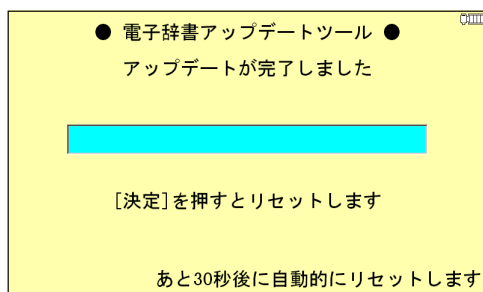 ● 電子辞書アップデートツール ●
アップデートが完了しました
[決定]を押すとリセットします
あと30秒後に自動的にリセットします